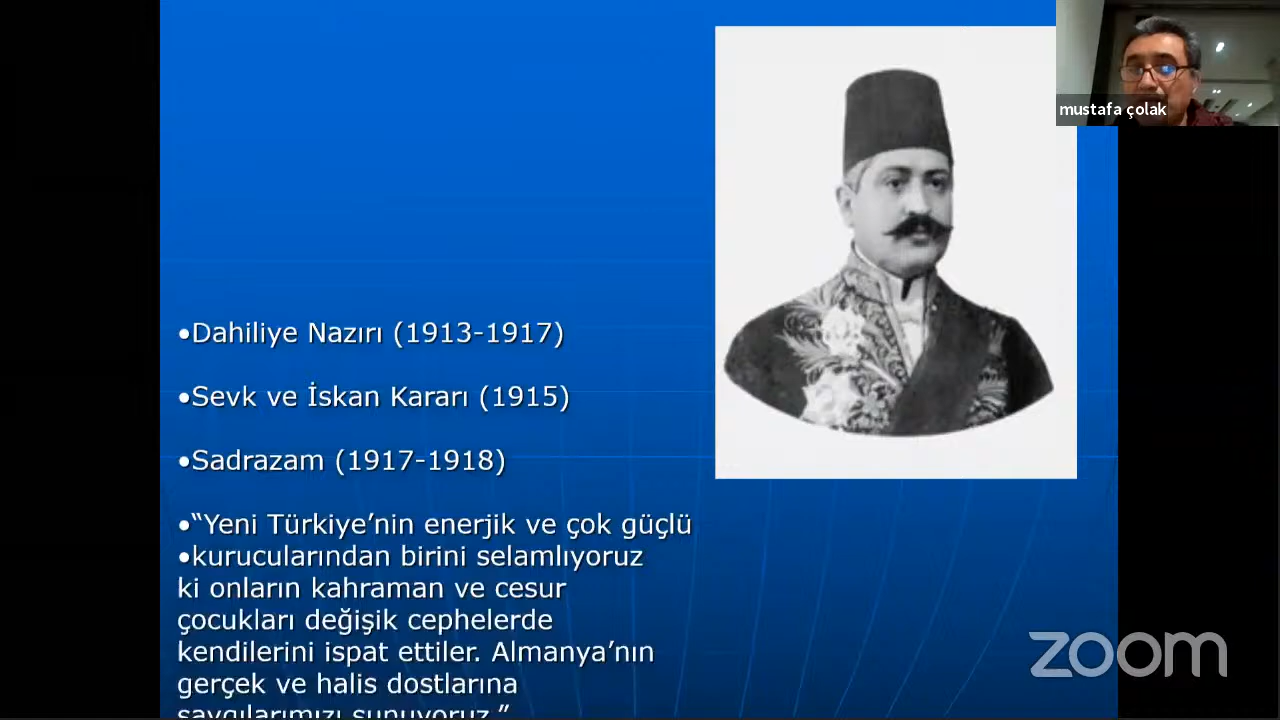 mustafa çolak
•Dahiliye Nazırı (1913-1917)
•Sevk ve İskan Kararı (1915)
•Sadrazam (1917-1918)
•“Yeni Türkiye’nin enerjik ve çok güçlü
•kurucularından birini selamlıyoruz
ki onların kahraman ve cesur
çocukları değişik cephelerde
kendilerini ispat ettiler. Almanya’nın
gerçek ve halis dostlarına
saygılarımızı sunuyoruz.”
zoom